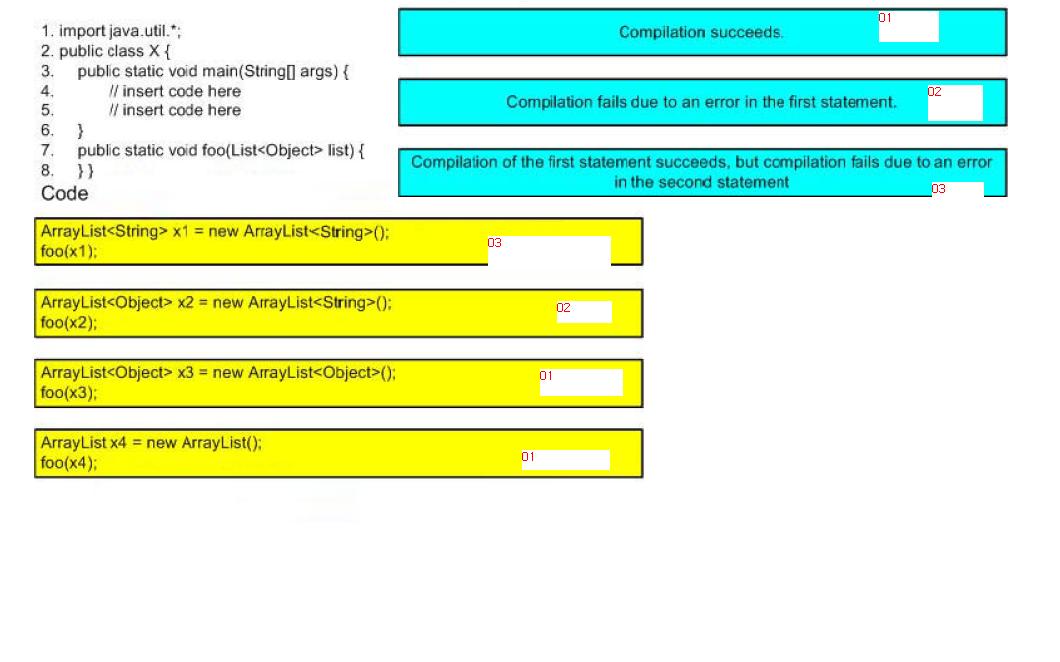 1. import java.util.*;
2. public class X {
3. public static void main(String[] args) {
4. // insert code here
5. // insert code here
6. }
7. public static void foo(List<Object> list) {
8. } }
Code
Compilation succeeds. 01
Compilation fails due to an error in the first statement. 02
Compilation of the first statement succeeds, but compilation fails due to an error
in the second statement 03
ArrayList<String> x1 = new ArrayList<String>();
foo(x1); 03
ArrayList<Object> x2 = new ArrayList<String>();
foo(x2); 02
ArrayList<Object> x3 = new ArrayList<Object>();
foo(x3); 01
ArrayList x4 = new ArrayList();
foo(x4); 01